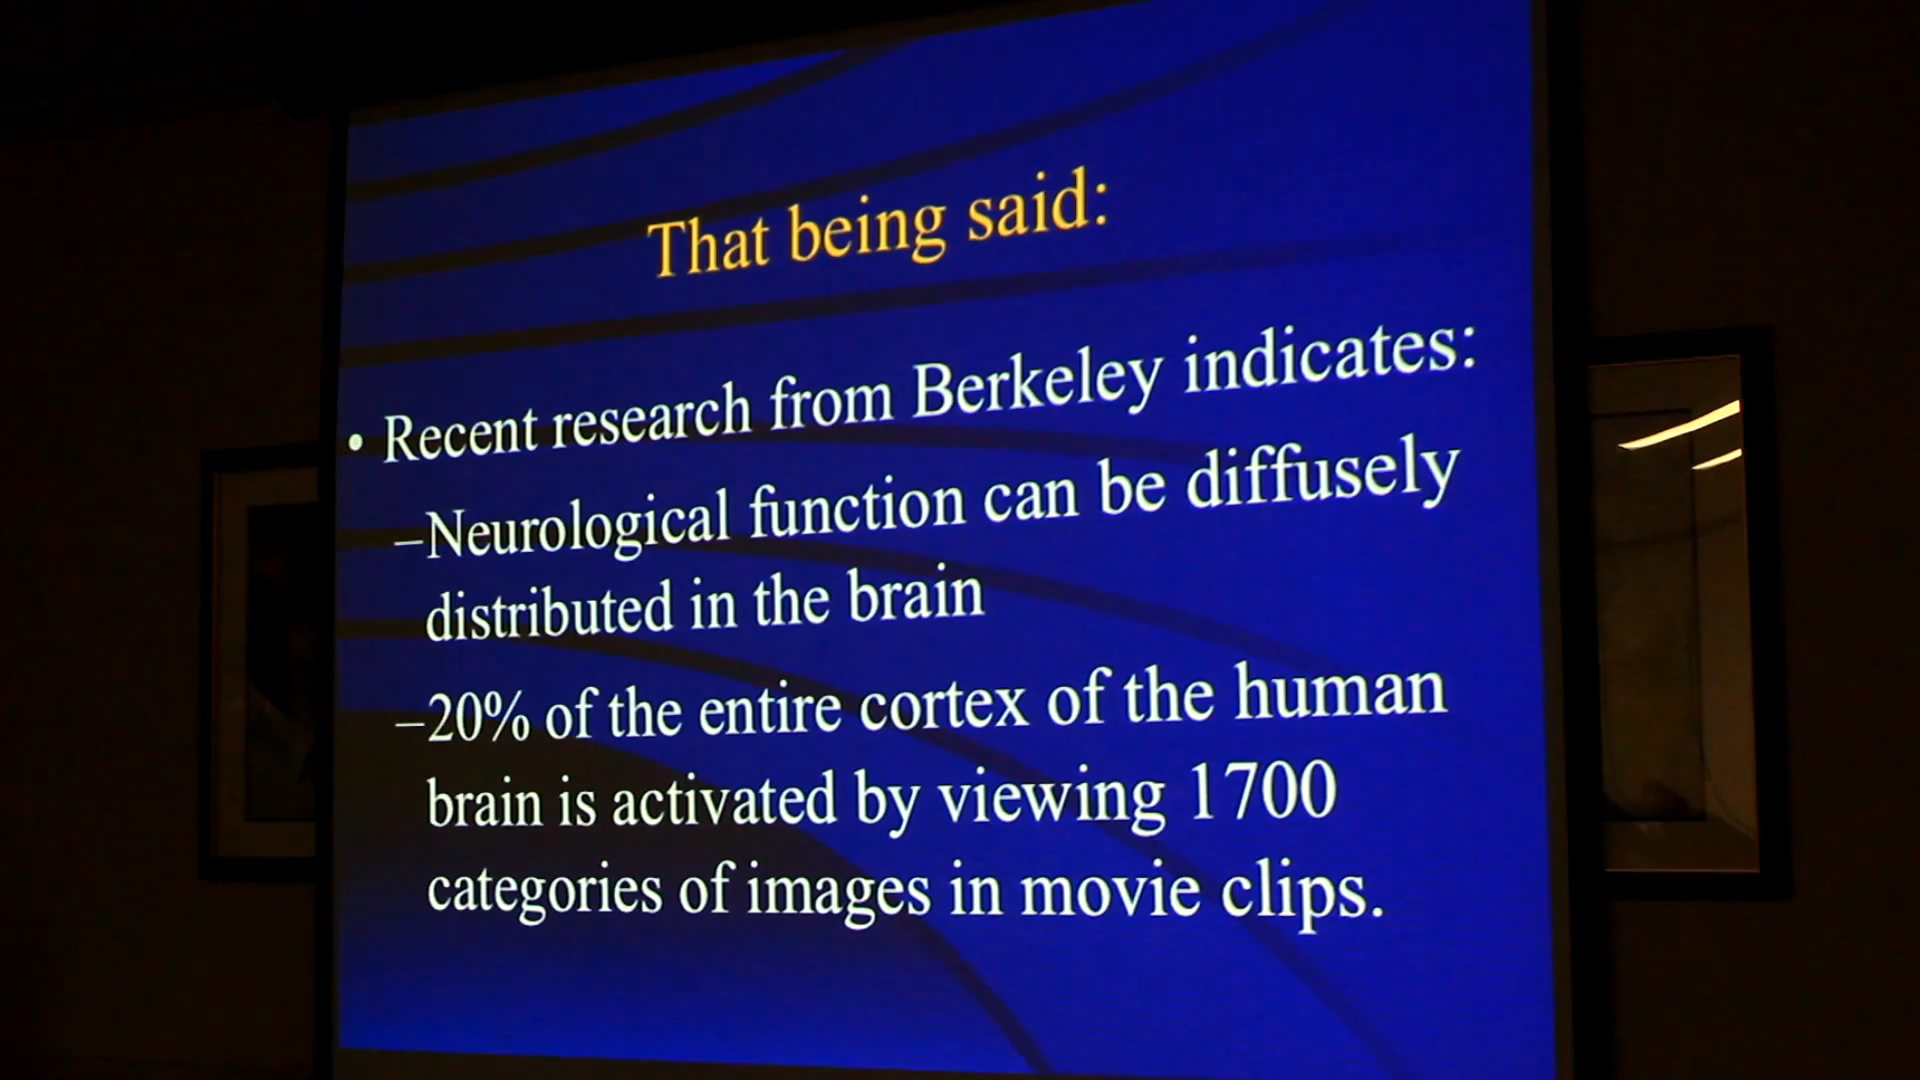 That being said:
• Recent research from Berkeley indicates:
–Neurological function can be diffusely
distributed in the brain
–20% of the entire cortex of the human
brain is activated by viewing 1700
categories of images in movie clips.